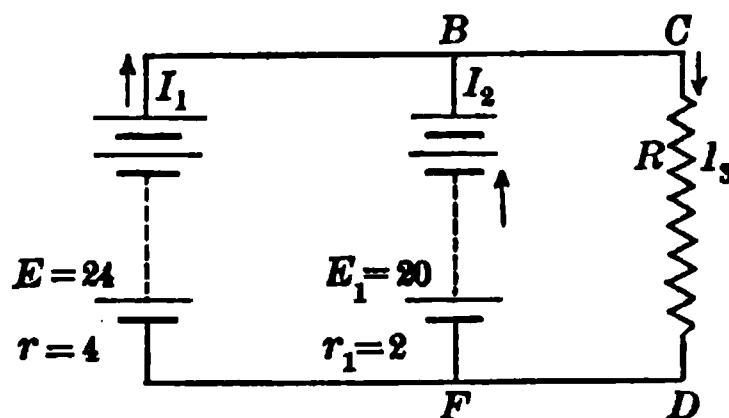 B C
I₁ I₂
R I₃
E = 24 E₁ = 20
r = 4 r₁ = 2
F D